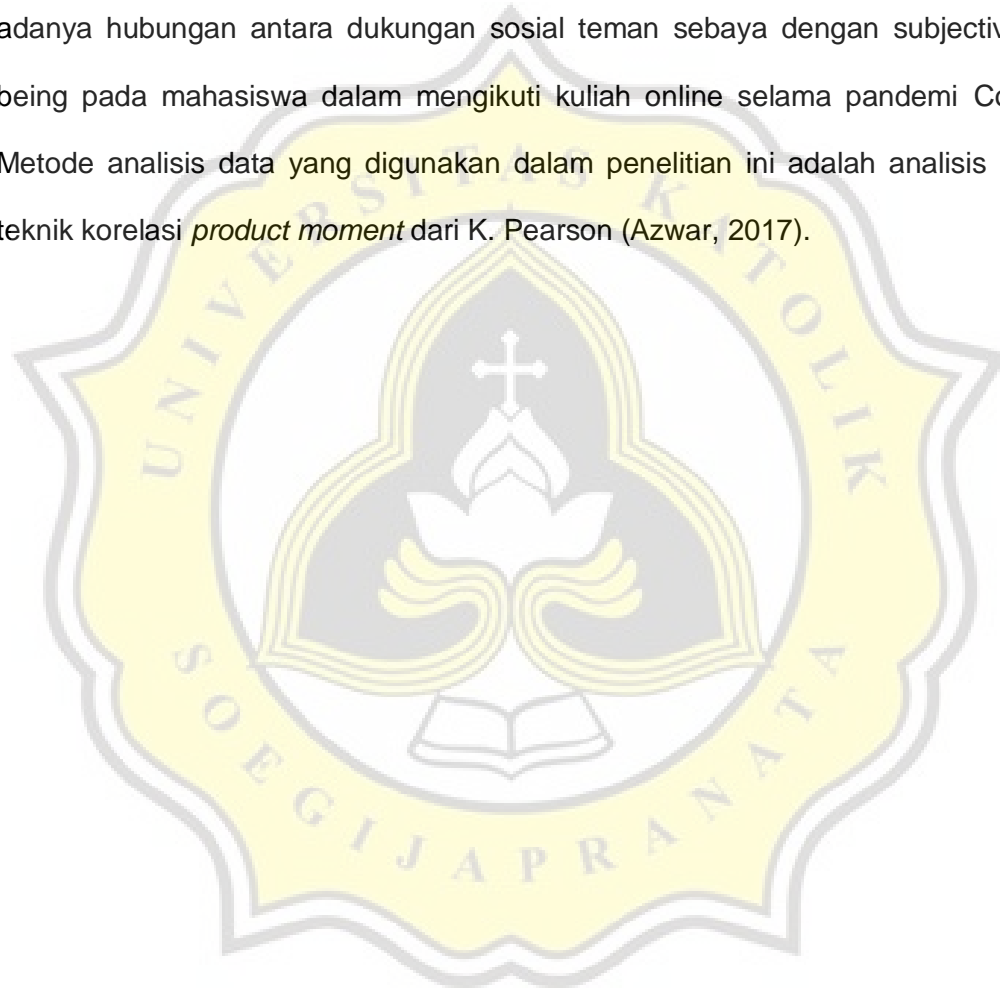 adanya hubungan antara dukungan sosial teman sebaya dengan subjectiv
being pada mahasiswa dalam mengikuti kuliah online selama pandemi Co
Metode analisis data yang digunakan dalam penelitian ini adalah analisis
teknik korelasi product moment dari K. Pearson (Azwar, 2017).
UNIVERSITAS KATOLIK
SOEGIJAPRANATA